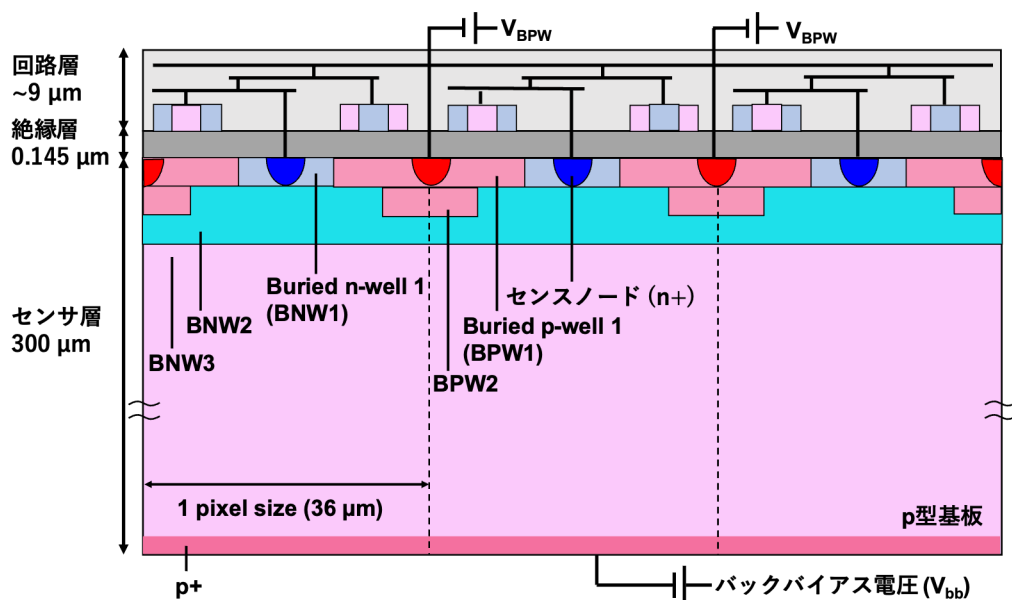 V_BPW
V_BPW
回路層
~9 μm
絶縁層
0.145 μm
センサ層
300 μm
Buried n-well 1
(BNW1)
センスノード (n+)
BNW2
Buried p-well 1
(BPW1)
BNW3
BPW2
1 pixel size (36 μm)
p型基板
p+
バックバイアス電圧 (V_bb)